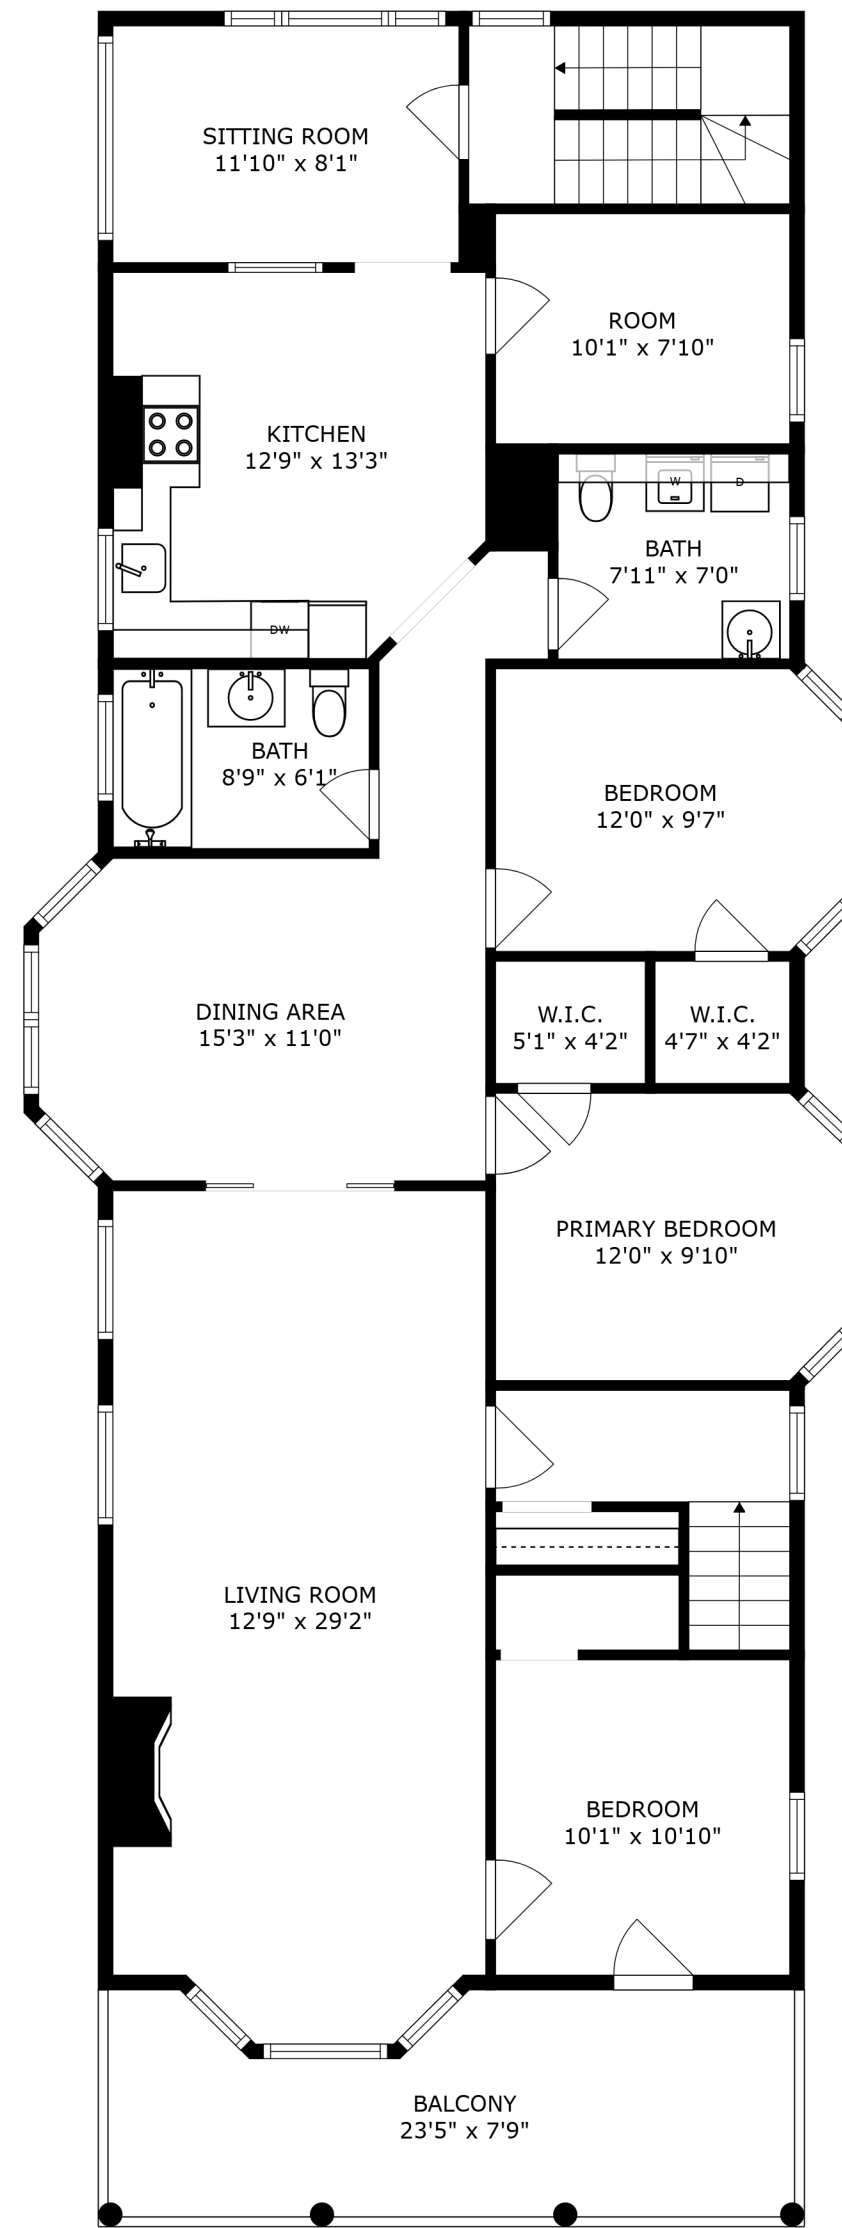 SITTING ROOM
11'10" x 8'1"
ROOM
10'1" x 7'10"
KITCHEN
12'9" x 13'3"
W
D
BATH
7'11" x 7'0"
DW
BATH
8'9" x 6'1"
BEDROOM
12'0" x 9'7"
DINING AREA
15'3" x 11'0"
W.I.C.
5'1" x 4'2"
W.I.C.
4'7" x 4'2"
PRIMARY BEDROOM
12'0" x 9'10"
LIVING ROOM
12'9" x 29'2"
BEDROOM
10'1" x 10'10"
BALCONY
23'5" x 7'9"